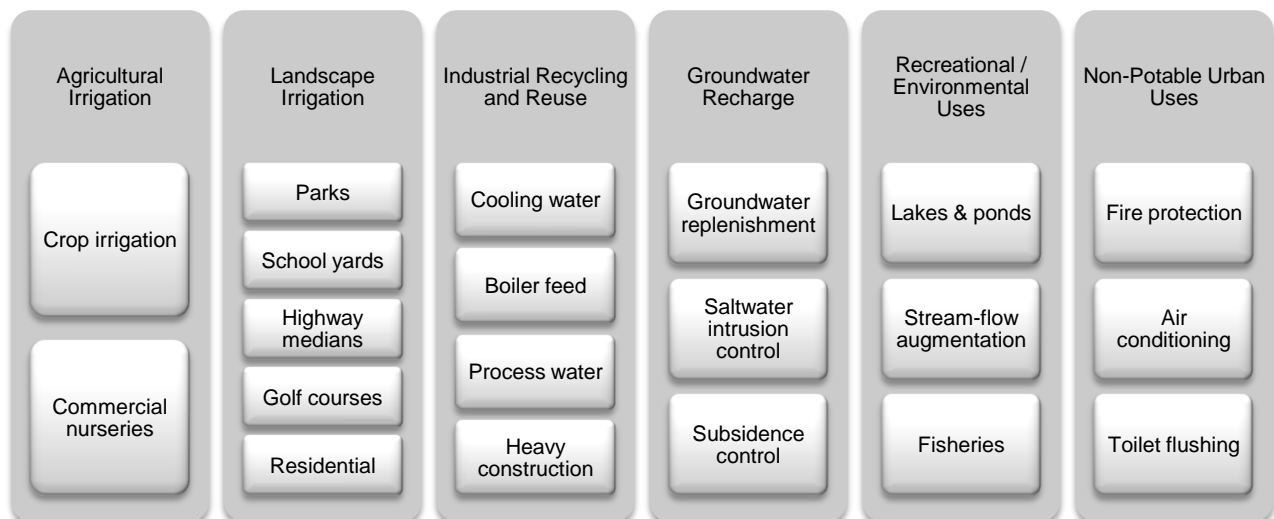 Agricultural
Irrigation
Crop irrigation
Commercial
nurseries
Landscape
Irrigation
Parks
School yards
Highway
medians
Golf courses
Residential
Industrial Recycling
and Reuse
Cooling water
Boiler feed
Process water
Heavy
construction
Groundwater
Recharge
Groundwater
replenishment
Saltwater
intrusion
control
Subsidence
control
Recreational /
Environmental
Uses
Lakes & ponds
Stream-flow
augmentation
Fisheries
Non-Potable Urban
Uses
Fire protection
Air
conditioning
Toilet flushing